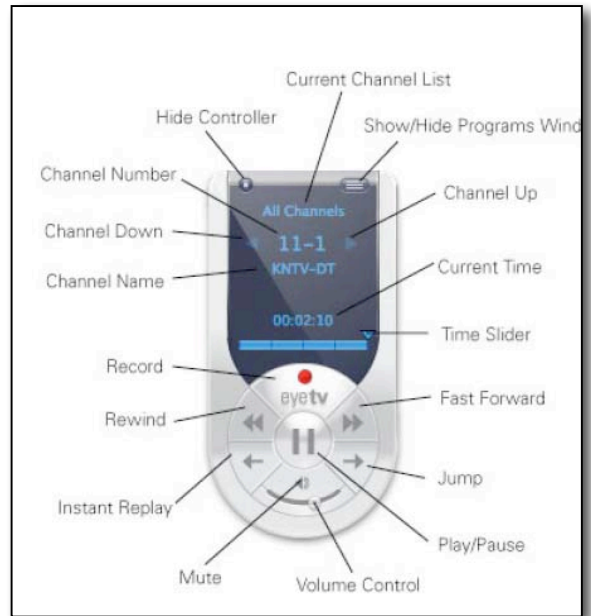 Current Channel List
Hide Controller
Show/Hide Programs Wind
Channel Number
Channel Up
All Channels
Channel Down
11-1
Channel Name
KNTV-DT
Current Time
00:02:10
Time Slider
Record
eyetv
Fast Forward
Rewind
Jump
Instant Replay
Play/Pause
Mute
Volume Control